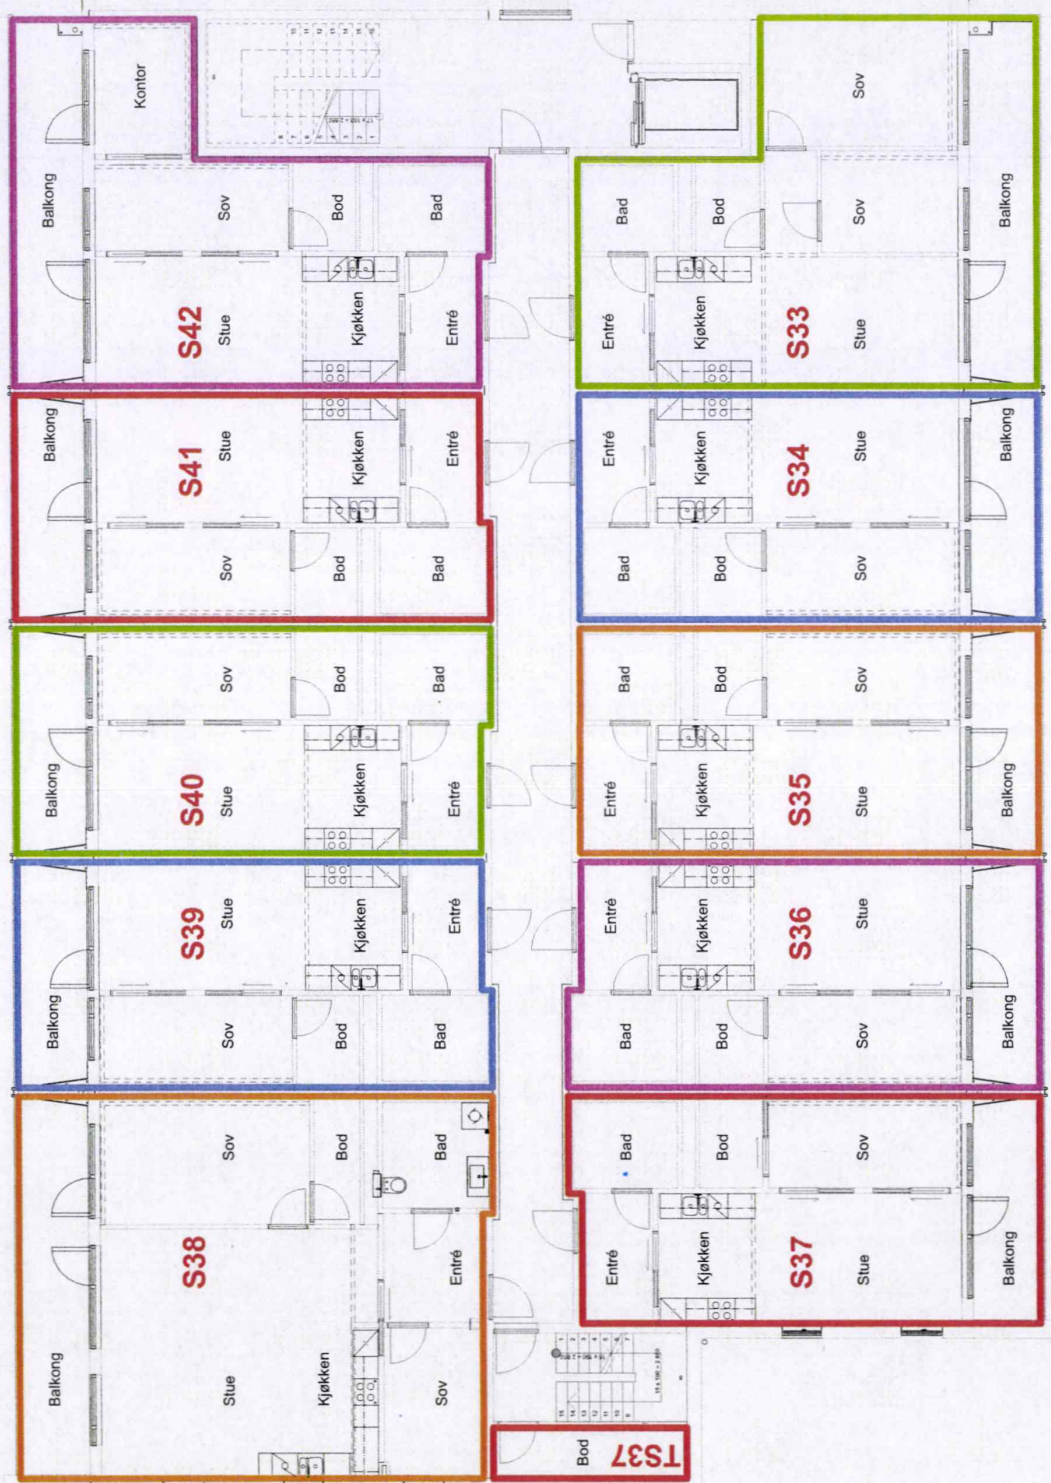 Balkong
Kontor
Balkong
Sov
Bod
Bad
S42
Stue
Kjøkken
Entré
Balkong
S41
Stue
Kjøkken
Entré
Sov
Bod
Bad
Sov
Bod
Bad
Balkong
S40
Stue
Kjøkken
Entré
S39
Stue
Kjøkken
Entré
Balkong
Sov
Bod
Bad
Sov
Bod
Bad
S38
Entré
Balkong
Stue
Kjøkken
Sov
Sov
Bad
Bod
Sov
Balkong
Entré
Kjøkken
S33
Stue
Entré
Kjøkken
S34
Stue
Balkong
Bad
Bod
Sov
Bad
Bod
Sov
Entré
Kjøkken
S35
Stue
Balkong
Entré
Kjøkken
S36
Stue
Bad
Bod
Sov
Balkong
Bad
Bod
Sov
Entré
Kjøkken
S37
Stue
Balkong
Bod
TS37